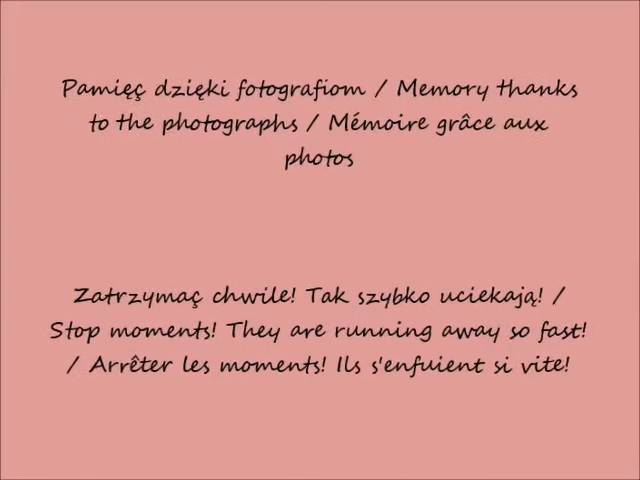 Pamięç dzięki fotografiom / Memory thanks
to the photographs / Mémoire grâce aux
photos
Zatrzymaç chwile! Tak szybko uciekają! /
Stop moments! They are running away so fast!
/ Arrêter les moments! Ils s'enfuient si vite!